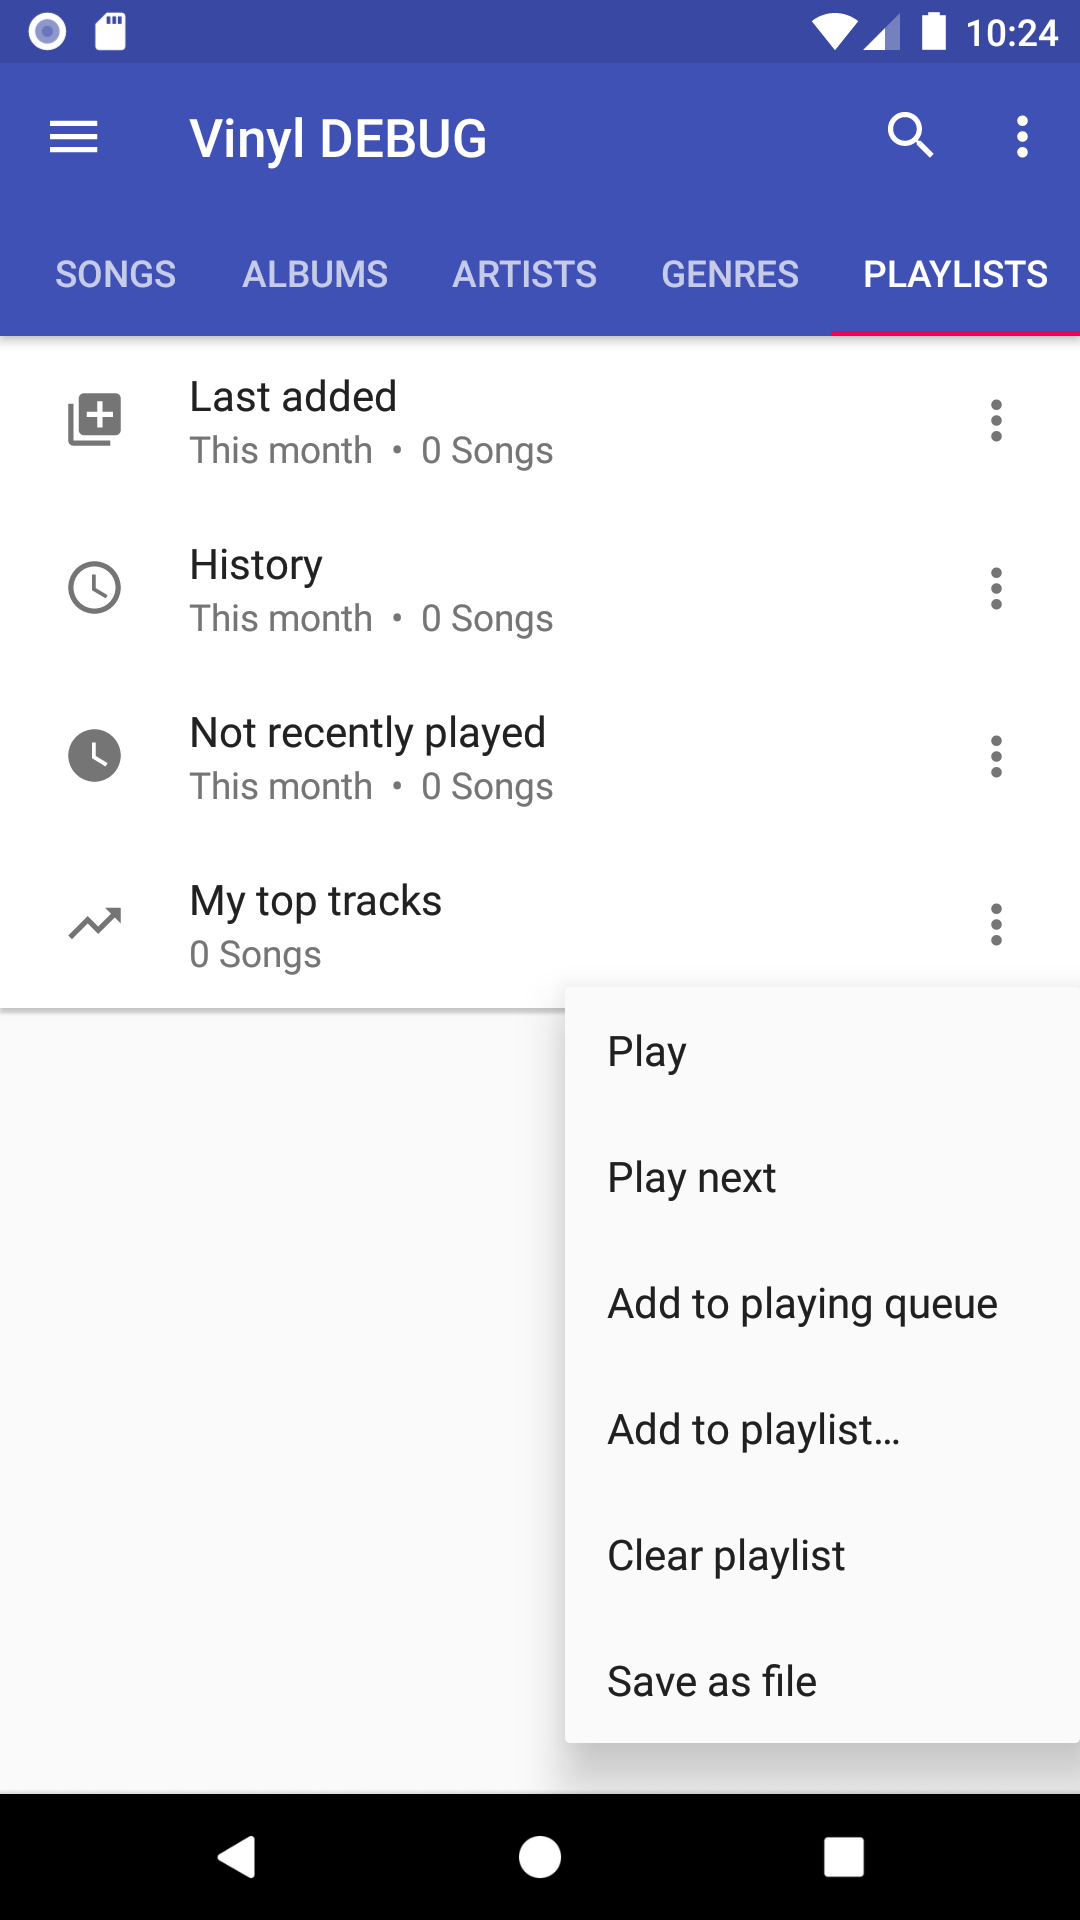 10:24
Vinyl DEBUG
SONGS ALBUMS ARTISTS GENRES PLAYLISTS
Last added
This month • 0 Songs
History
This month • 0 Songs
Not recently played
This month • 0 Songs
My top tracks
0 Songs
Play
Play next
Add to playing queue
Add to playlist…
Clear playlist
Save as file